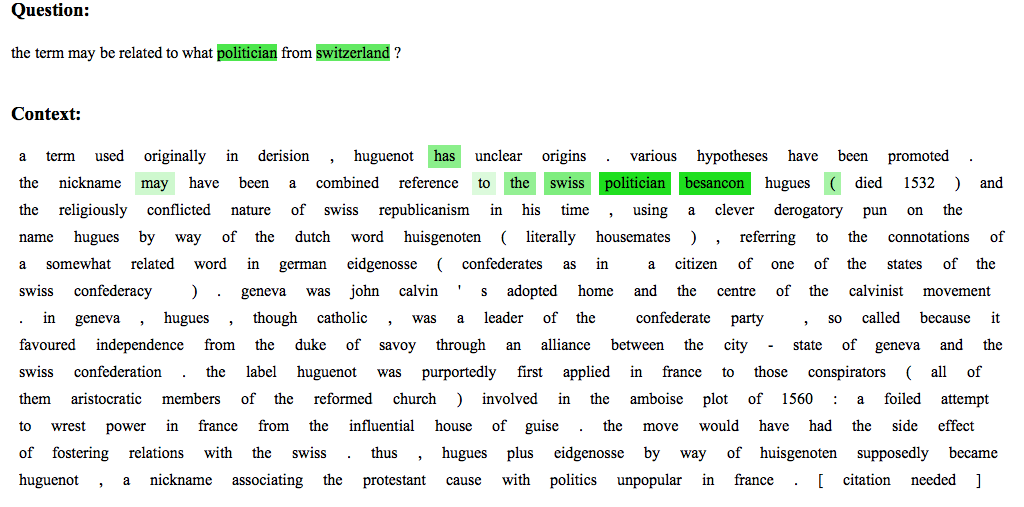 Question:
the term may be related to what politician from switzerland ?
Context:
a term used originally in derision , huguenot has unclear origins . various hypotheses have been promoted .
the nickname may have been a combined reference to the swiss politician besancon hugues ( died 1532 ) and
the religiously conflicted nature of swiss republicanism in his time , using a clever derogatory pun on the
name hugues by way of the dutch word huisgenoten ( literally housemates ) , referring to the connotations of
a somewhat related word in german eidgenosse ( confederates as in a citizen of one of the states of the
swiss confederacy ) . geneva was john calvin ' s adopted home and the centre of the calvinist movement
. in geneva , hugues , though catholic , was a leader of the confederate party , so called because it
favoured independence from the duke of savoy through an alliance between the city - state of geneva and the
swiss confederation . the label huguenot was purportedly first applied in france to those conspirators ( all of
them aristocratic members of the reformed church ) involved in the amboise plot of 1560 : a foiled attempt
to wrest power in france from the influential house of guise . the move would have had the side effect
of fostering relations with the swiss . thus , hugues plus eidgenosse by way of huisgenoten supposedly became
huguenot , a nickname associating the protestant cause with politics unpopular in france . [ citation needed ]